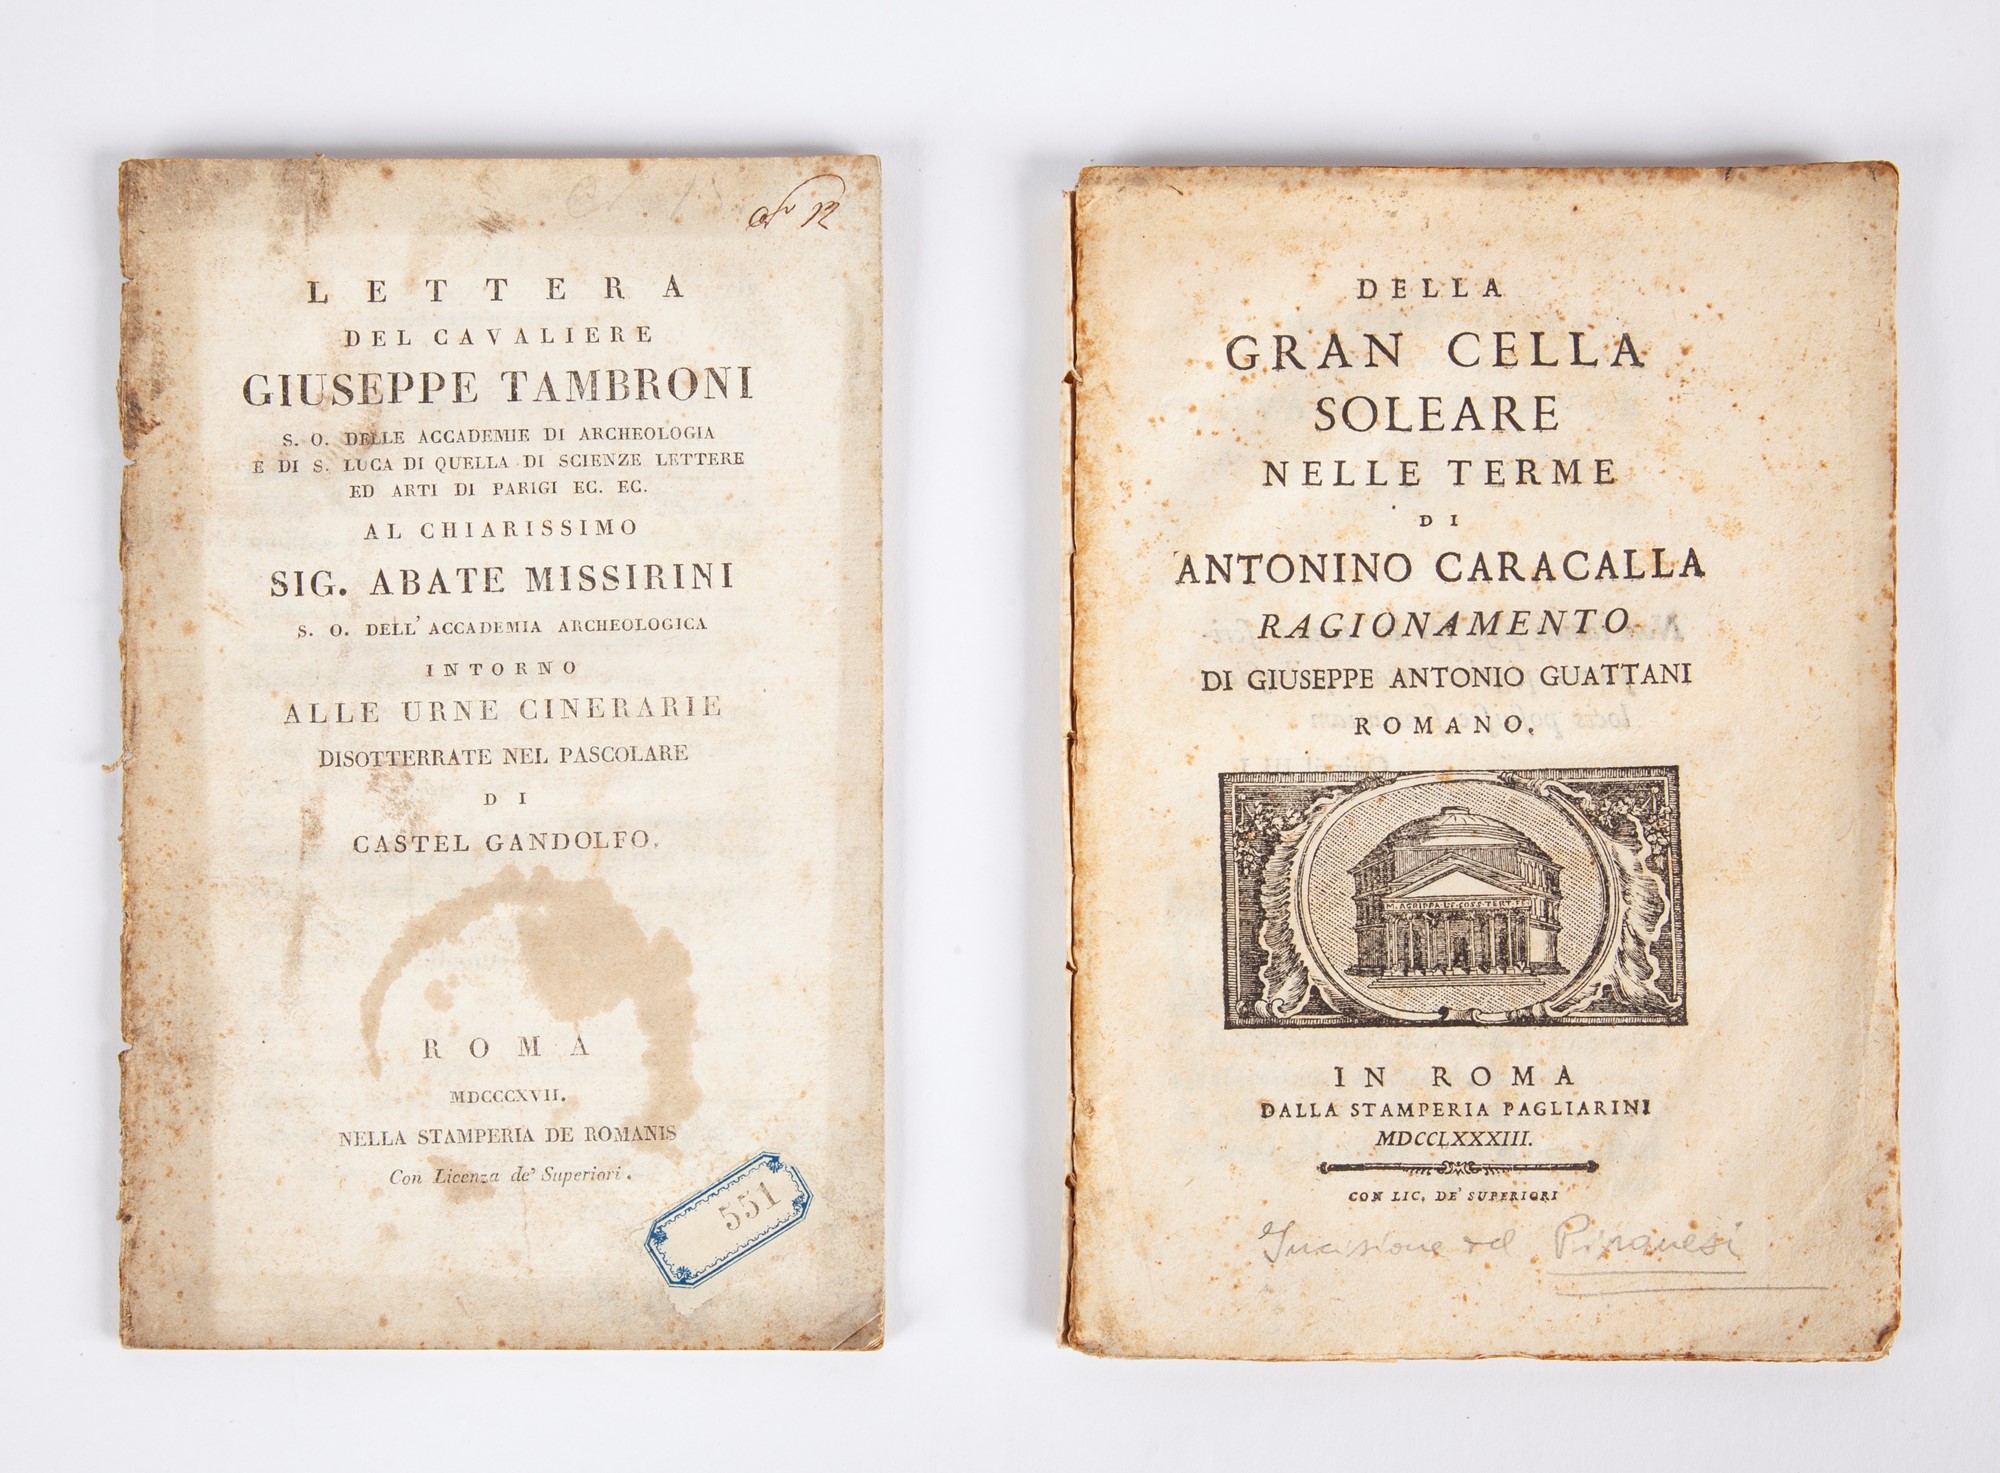 LETTERA
DEL CAVALIERE
GIUSEPPE TAMBRONI
S. O. DELLE ACCADEMIE DI ARCHEOLOGIA
E DI S. LUCA DI QUELLA DI SCIENZE LETTERE
ED ARTI DI PARIGI EC. EC.
AL CHIARISSIMO
SIG. ABATE MISSIRINI
S. O. DELL' ACCADEMIA ARCHEOLOGICA
INTORNO
ALLE URNE CINERARIE
DISOTTERRATE NEL PASCOLARE
DI
CASTEL GANDOLFO.
ROMA
MDCCCXVII.
NELLA STAMPERIA DE ROMANIS
Con Licenza de' Superiori.
551
DELLA
GRAN CELLA
SOLEARE
NELLE TERME
DI
ANTONINO CARACALLA
RAGIONAMENTO
DI GIUSEPPE ANTONIO GUATTANI
ROMANO.
M. AGRIPPA
IN ROMA
DALLA STAMPERIA PAGLIARINI
MDCCLXXXIII.
CON LIC. DE' SUPERIORI
Incisione del Piranesi